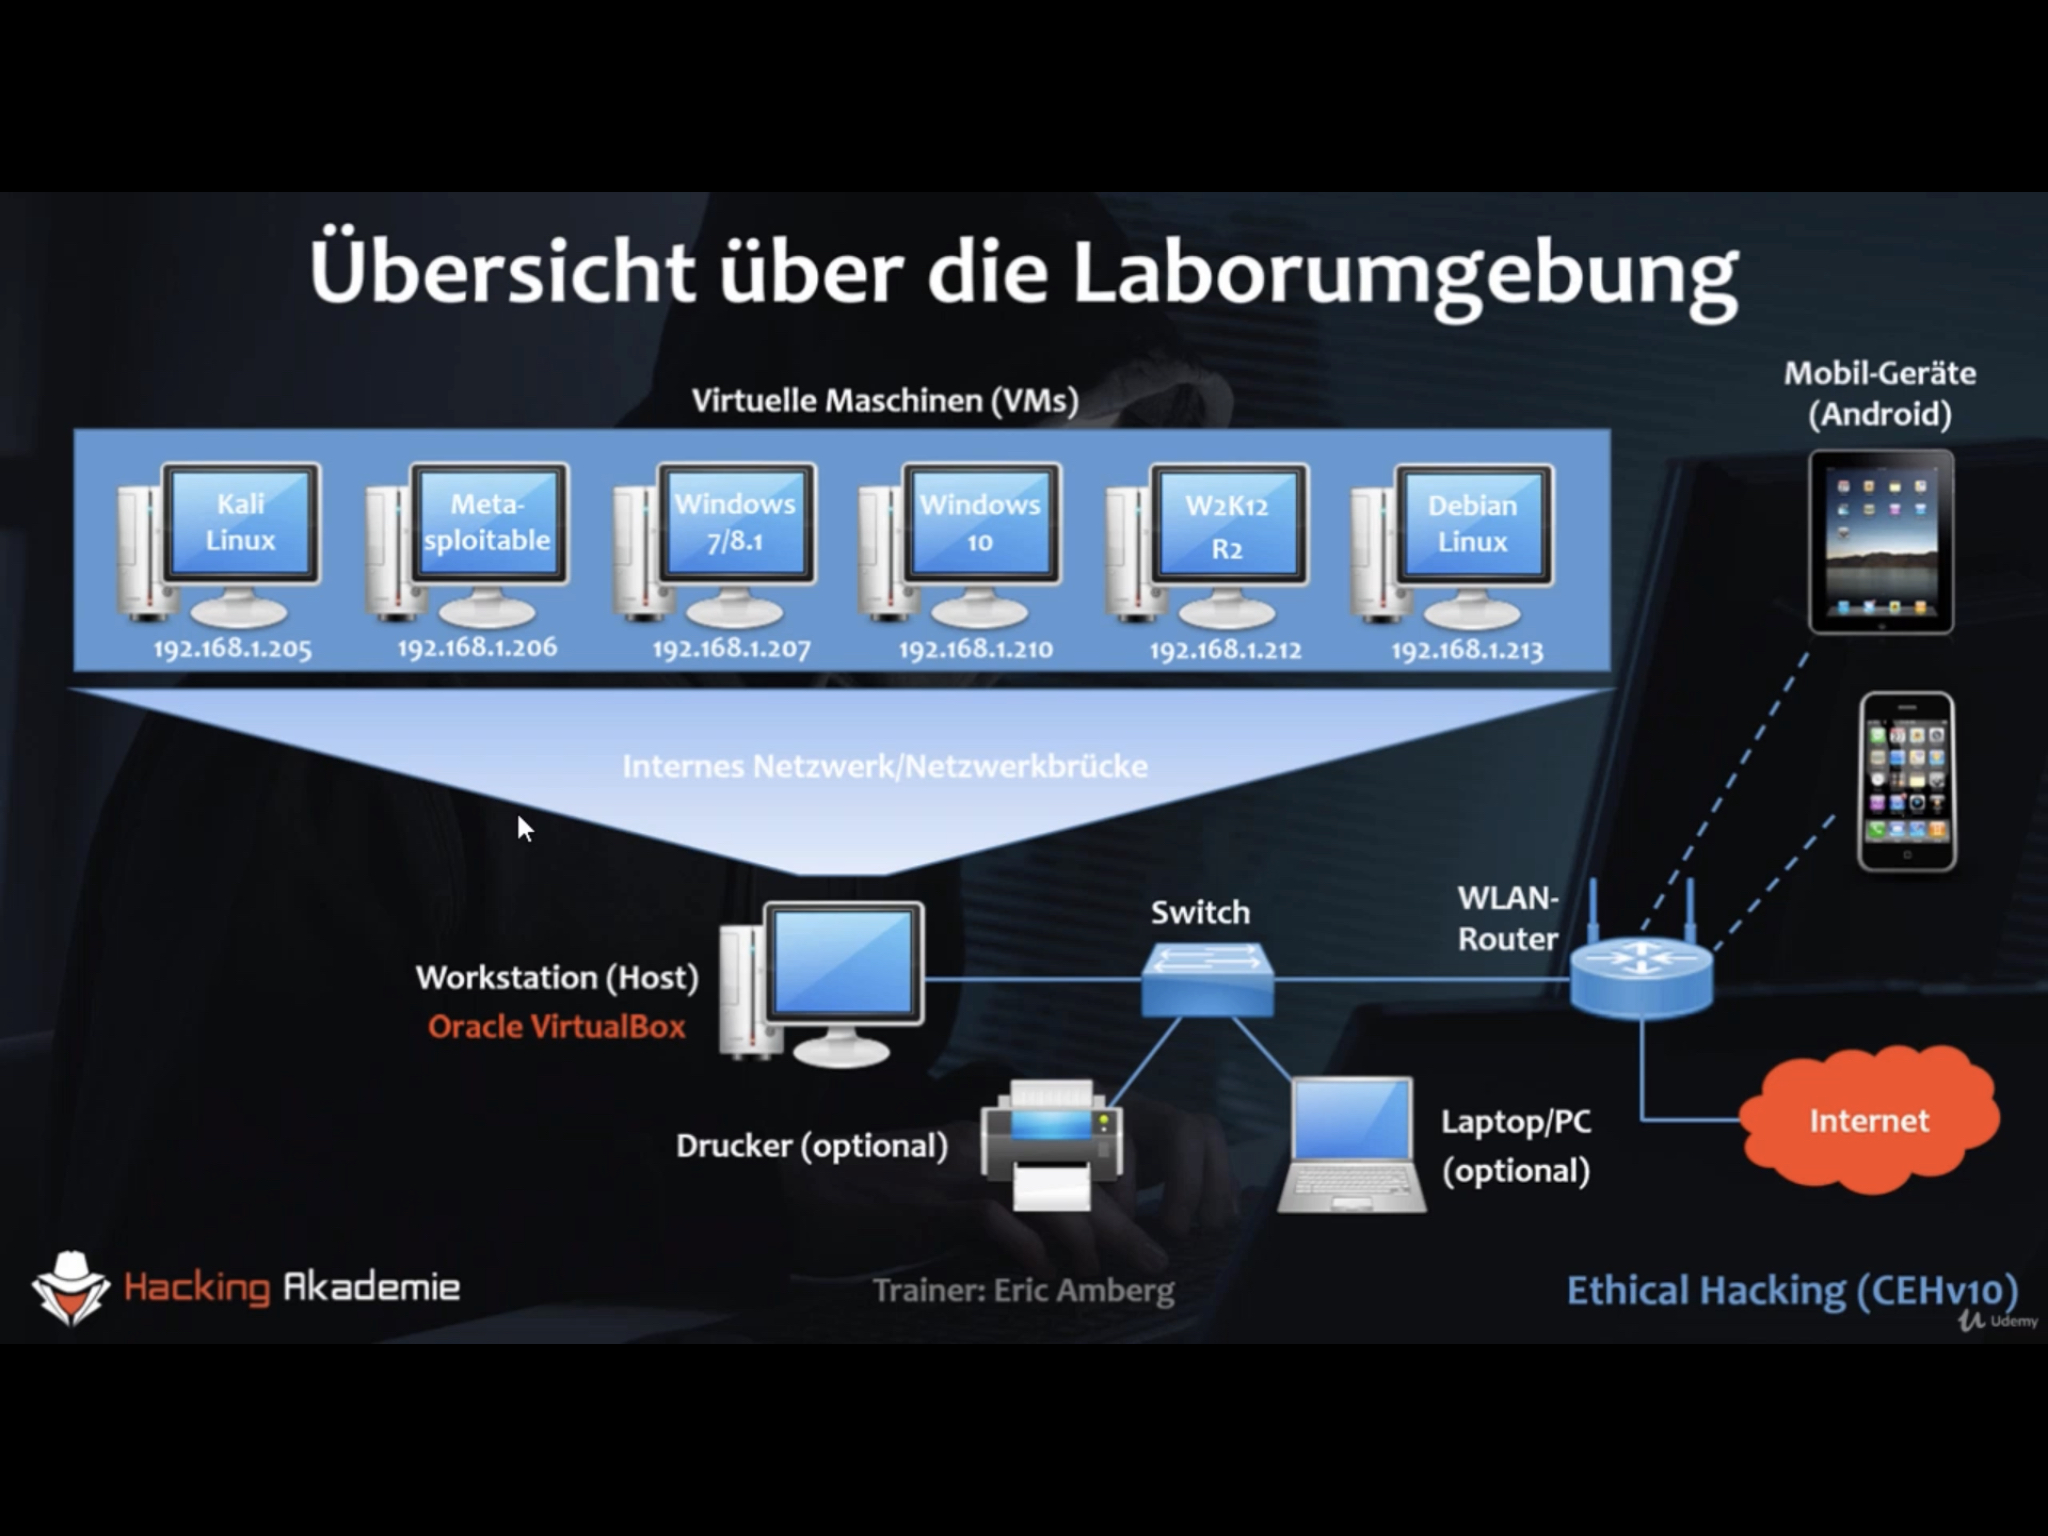 Übersicht über die Laborumgebung
Virtuelle Maschinen (VMs)
Mobil-Geräte
(Android)
Kali
Linux
Meta-
sploitable
Windows
7/8.1
Windows
10
W2K12
R2
Debian
Linux
192.168.1.205
192.168.1.206
192.168.1.207
192.168.1.210
192.168.1.212
192.168.1.213
Internes Netzwerk/Netzwerkbrücke
Workstation (Host)
Oracle VirtualBox
Switch
WLAN-
Router
Drucker (optional)
Laptop/PC
(optional)
Internet
Hacking Akademie
Trainer: Eric Amberg
Ethical Hacking (CEHv10)
Udemy